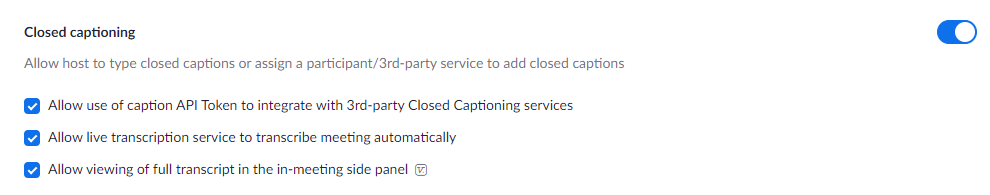 Closed captioning
Allow host to type closed captions or assign a participant/3rd-party service to add closed captions
Allow use of caption API Token to integrate with 3rd-party Closed Captioning services
Allow live transcription service to transcribe meeting automatically
Allow viewing of full transcript in the in-meeting side panel